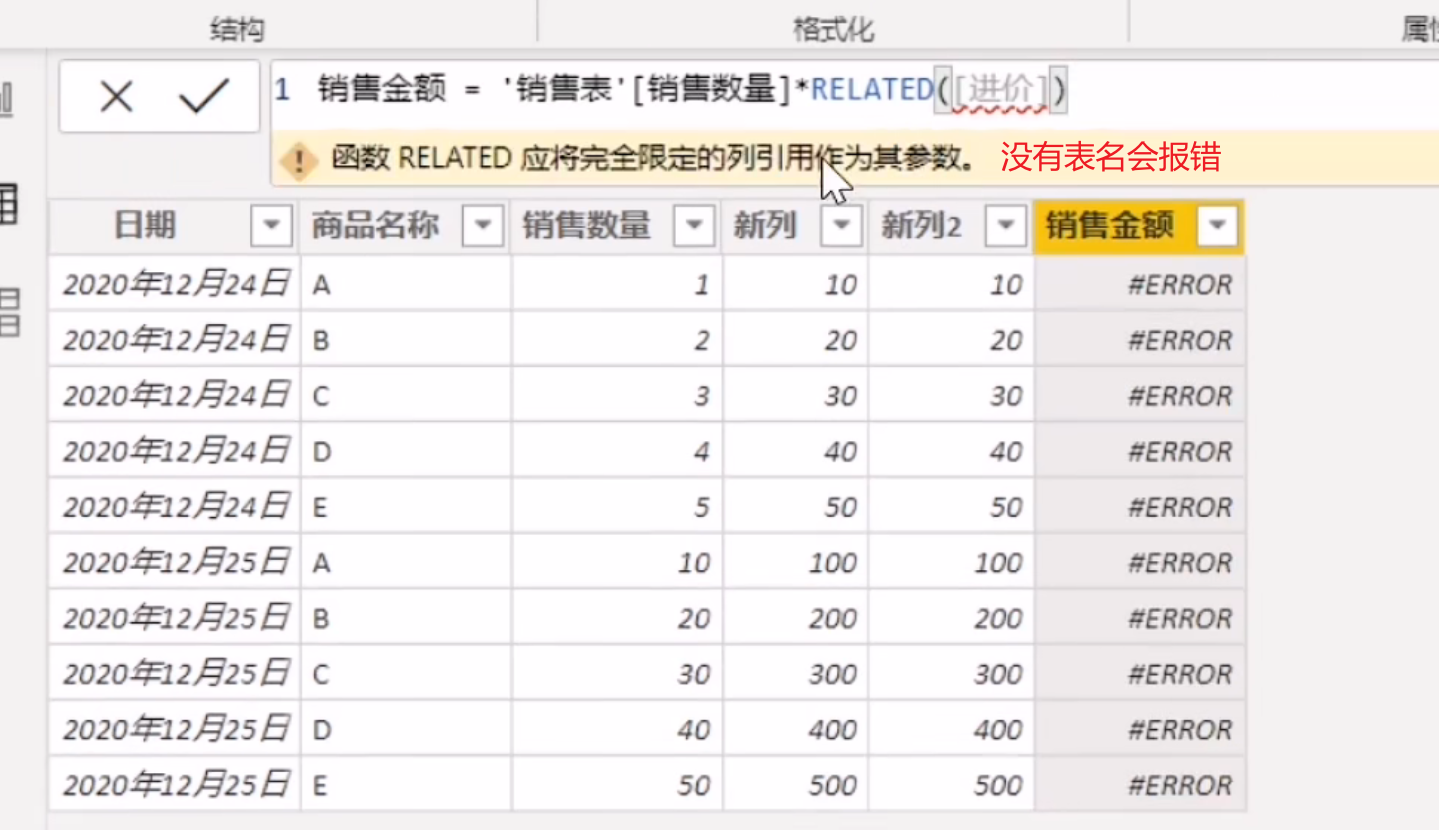 结构 格式化
1 销售金额 = '销售表'[销售数量]*RELATED([进价])
函数 RELATED 应将完全限定的列引用作为其参数。 没有表名会报错
日期 商品名称 销售数量 新列 新列2 销售金额
2020年12月24日 A 1 10 10 #ERROR
2020年12月24日 B 2 20 20 #ERROR
2020年12月24日 C 3 30 30 #ERROR
2020年12月24日 D 4 40 40 #ERROR
2020年12月24日 E 5 50 50 #ERROR
2020年12月25日 A 10 100 100 #ERROR
2020年12月25日 B 20 200 200 #ERROR
2020年12月25日 C 30 300 300 #ERROR
2020年12月25日 D 40 400 400 #ERROR
2020年12月25日 E 50 500 500 #ERROR